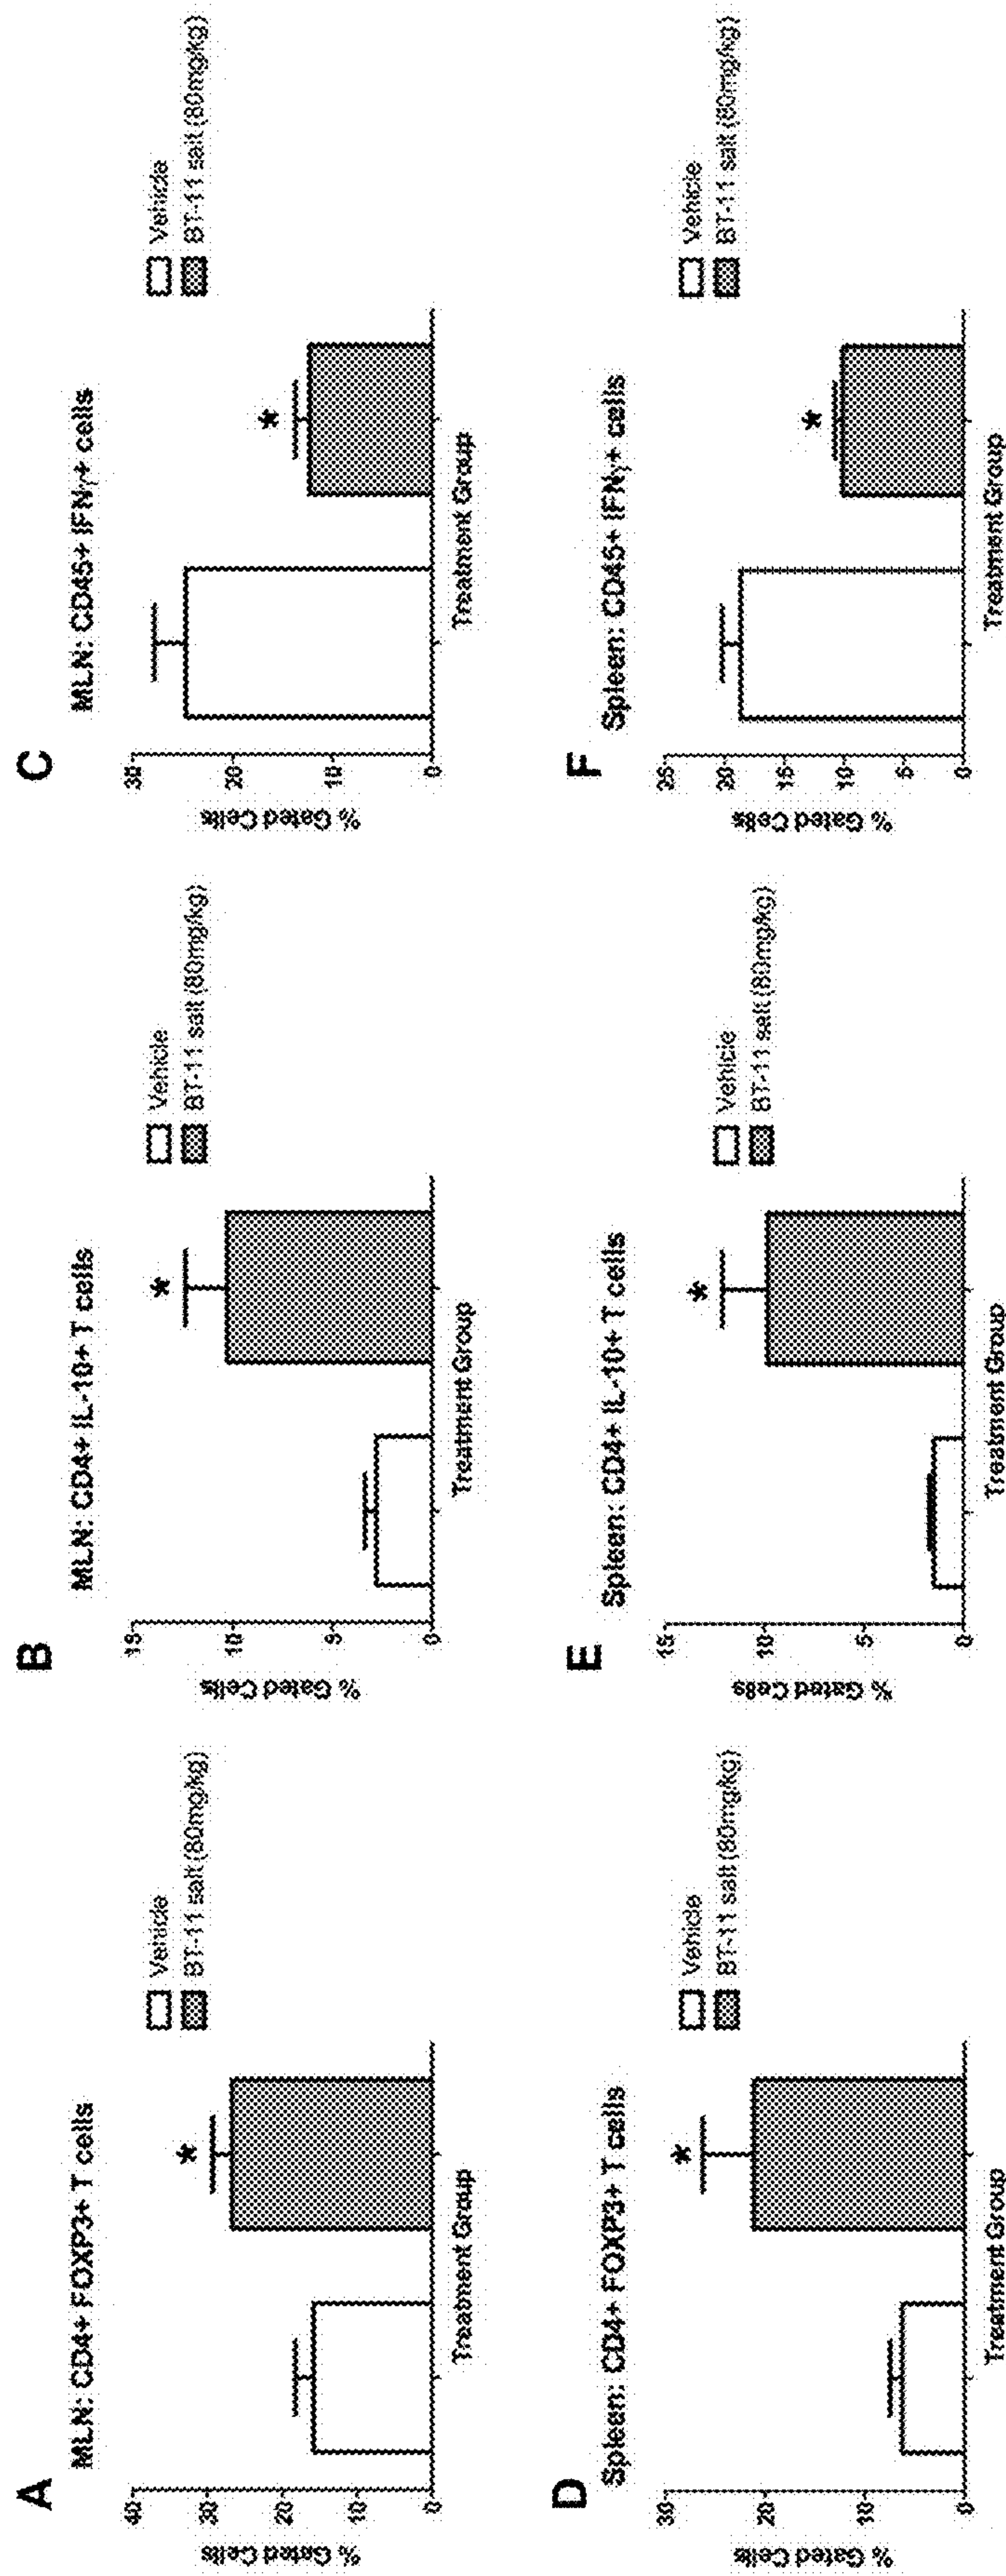 A
MLN: CD4+ FOXP3+ T cells
% Gated Cells
40
30
20
10
0
Treatment Group
Vehicle
BT-11 salt (80mg/kg)
B
MLN: CD4+ IL-10+ T cells
% Gated Cells
15
10
5
0
Treatment Group
Vehicle
BT-11 salt (80mg/kg)
C
MLN: CD45+ IFNγ+ cells
% Gated Cells
30
20
10
0
Treatment Group
Vehicle
BT-11 salt (80mg/kg)
D
Spleen: CD4+ FOXP3+ T cells
% Gated Cells
30
20
10
0
Treatment Group
Vehicle
BT-11 salt (80mg/kg)
E
Spleen: CD4+ IL-10+ T cells
% Gated Cells
15
10
5
0
Treatment Group
Vehicle
BT-11 salt (80mg/kg)
F
Spleen: CD45+ IFNγ+ cells
% Gated Cells
25
20
15
10
5
0
Treatment Group
Vehicle
BT-11 salt (80mg/kg)
*
*
*
*
*
*